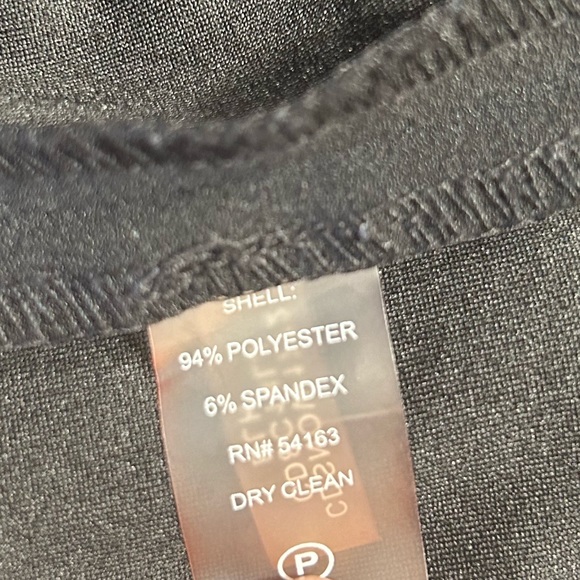 SHELL:
94% POLYESTER
6% SPANDEX
RN# 54163
DRY CLEAN
P